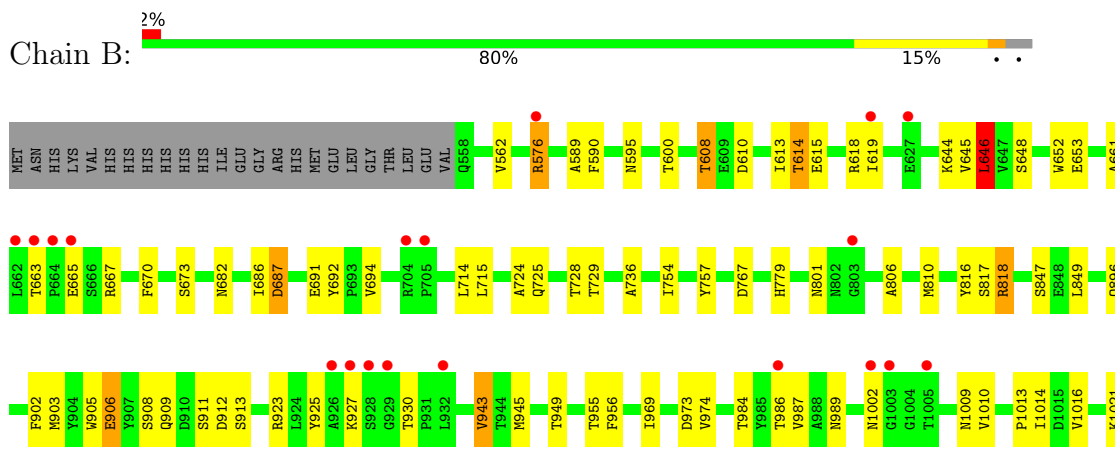 2%
Chain B:
80% 15% • •
MET ASN HIS LYS VAL HIS HIS HIS HIS HIS HIS ILE GLU GLY ARG HIS MET GLU LEU GLY THR LEU GLU VAL Q558 V562 R576 A589 F590 N595 T600 T608 E609 D610 I613 T614 E615 R618 I619 E627 K644 V645 L646 V647 S648 W652 E653 A661
L662 T663 P664 E665 S666 R667 F670 S673 N682 I686 D687 E691 Y692 P693 V694 R704 P705 L714 L715 A724 Q725 T728 T729 A736 I754 Y757 D767 H779 N801 N802 G803 A806 M810 Y816 S817 R818 S847 E848 L849
F902 M903 Y904 W905 E906 Y907 S908 Q909 D910 S911 D912 S913 R923 L924 Y925 A926 K927 S928 G929 T930 P931 L932 V943 T944 M945 T949 T955 F956 I969 D973 V974 T984 Y985 T986 V987 A988 N989 N1002 G1003 G1004 T1005 N1009 V1010 P1013 I1014 D1015 V1016